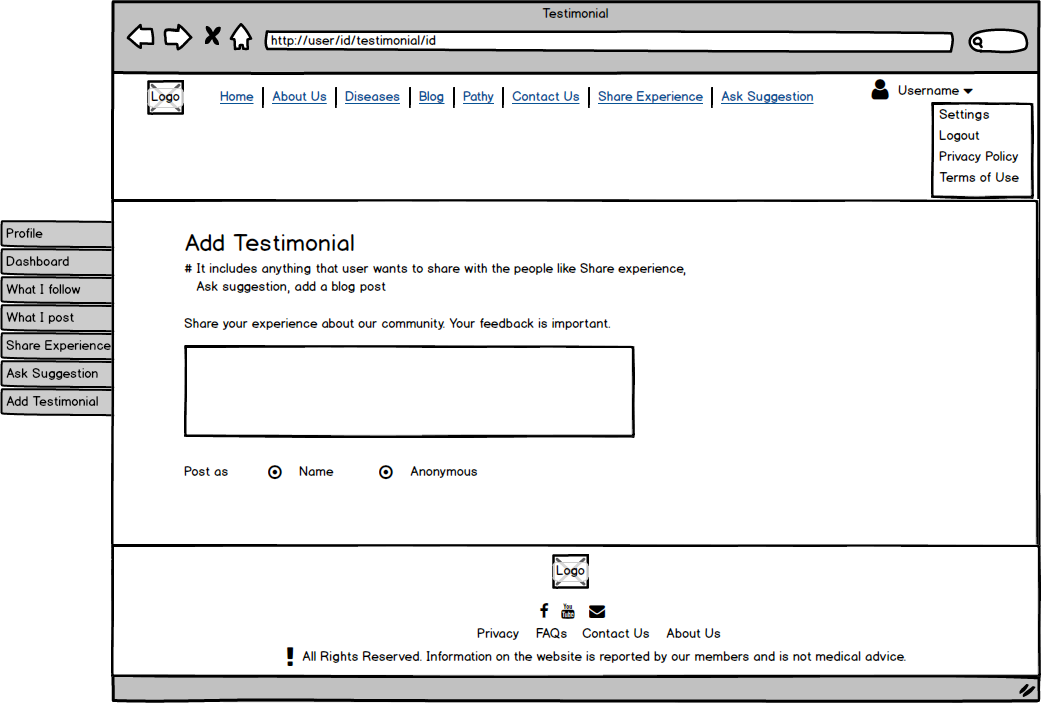 Testimonial
http://user/id/testimonial/id
Logo
Home About Us Diseases Blog Pathy Contact Us Share Experience Ask Suggestion
Username
Settings
Logout
Privacy Policy
Terms of Use
Profile
Dashboard
What I follow
What I post
Share Experience
Ask Suggestion
Add Testimonial
Add Testimonial
# It includes anything that user wants to share with the people like Share experience,
Ask suggestion, add a blog post
Share your experience about our community. Your feedback is important.
Post as Name Anonymous
Logo
You Tube
Privacy FAQs Contact Us About Us
All Rights Reserved. Information on the website is reported by our members and is not medical advice.